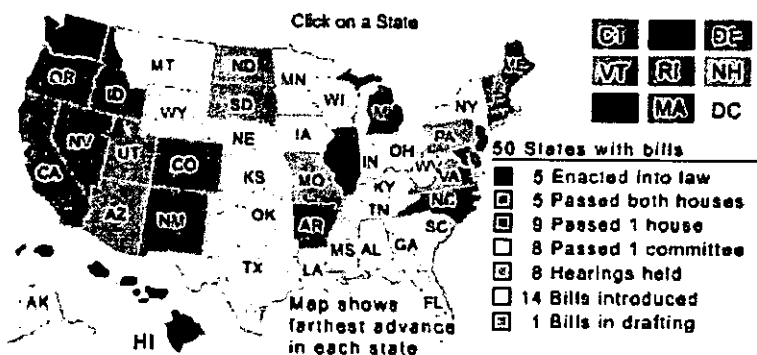 Click on a State
CT DE
OR MT ND MN ME VT RI NH
ID SD WI MI NY MA DC
WY
NV NE IA PA
UT CO IN OH WV
CA KS MO VA
KY
AZ NM OK TN NC
AR SC
MS AL GA
TX LA
AK FL
HI
Map shows
farthest advance
in each state
50 States with bills
5 Enacted into law
5 Passed both houses
9 Passed 1 house
8 Passed 1 committee
8 Hearings held
14 Bills introduced
1 Bills in drafting